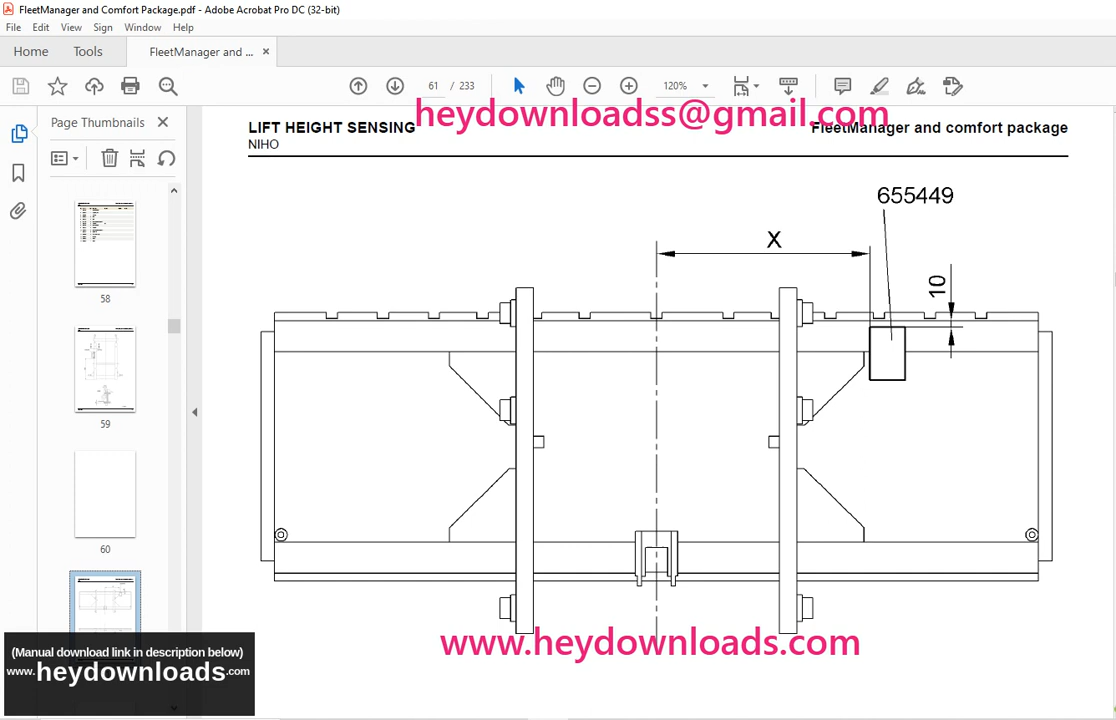 FleetManager and Comfort Package.pdf - Adobe Acrobat Pro DC (32-bit)
File Edit View Sign Window Help
Home Tools FleetManager and ... ×
61 / 233 120%
heydownloadss@gmail.com
Page Thumbnails
LIFT HEIGHT SENSING FleetManager and comfort package
NIHO
655449
X
10
58
59
60
www.heydownloads.com
(Manual download link in description below)
www.heydownloads.com